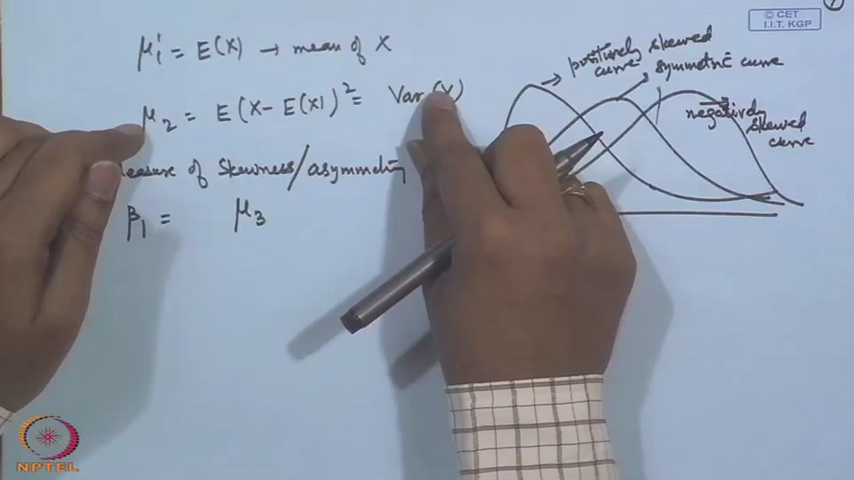 μ₁' = E(X) → mean of X
μ₂ = E(X - E(X))² = Var(X)
Measure of Skewness/asymmetry
β₁ = μ₃
→ positively skewed curve
symmetric curve
negatively skewed curve
© CET
I.I.T. KGP
NPTEL